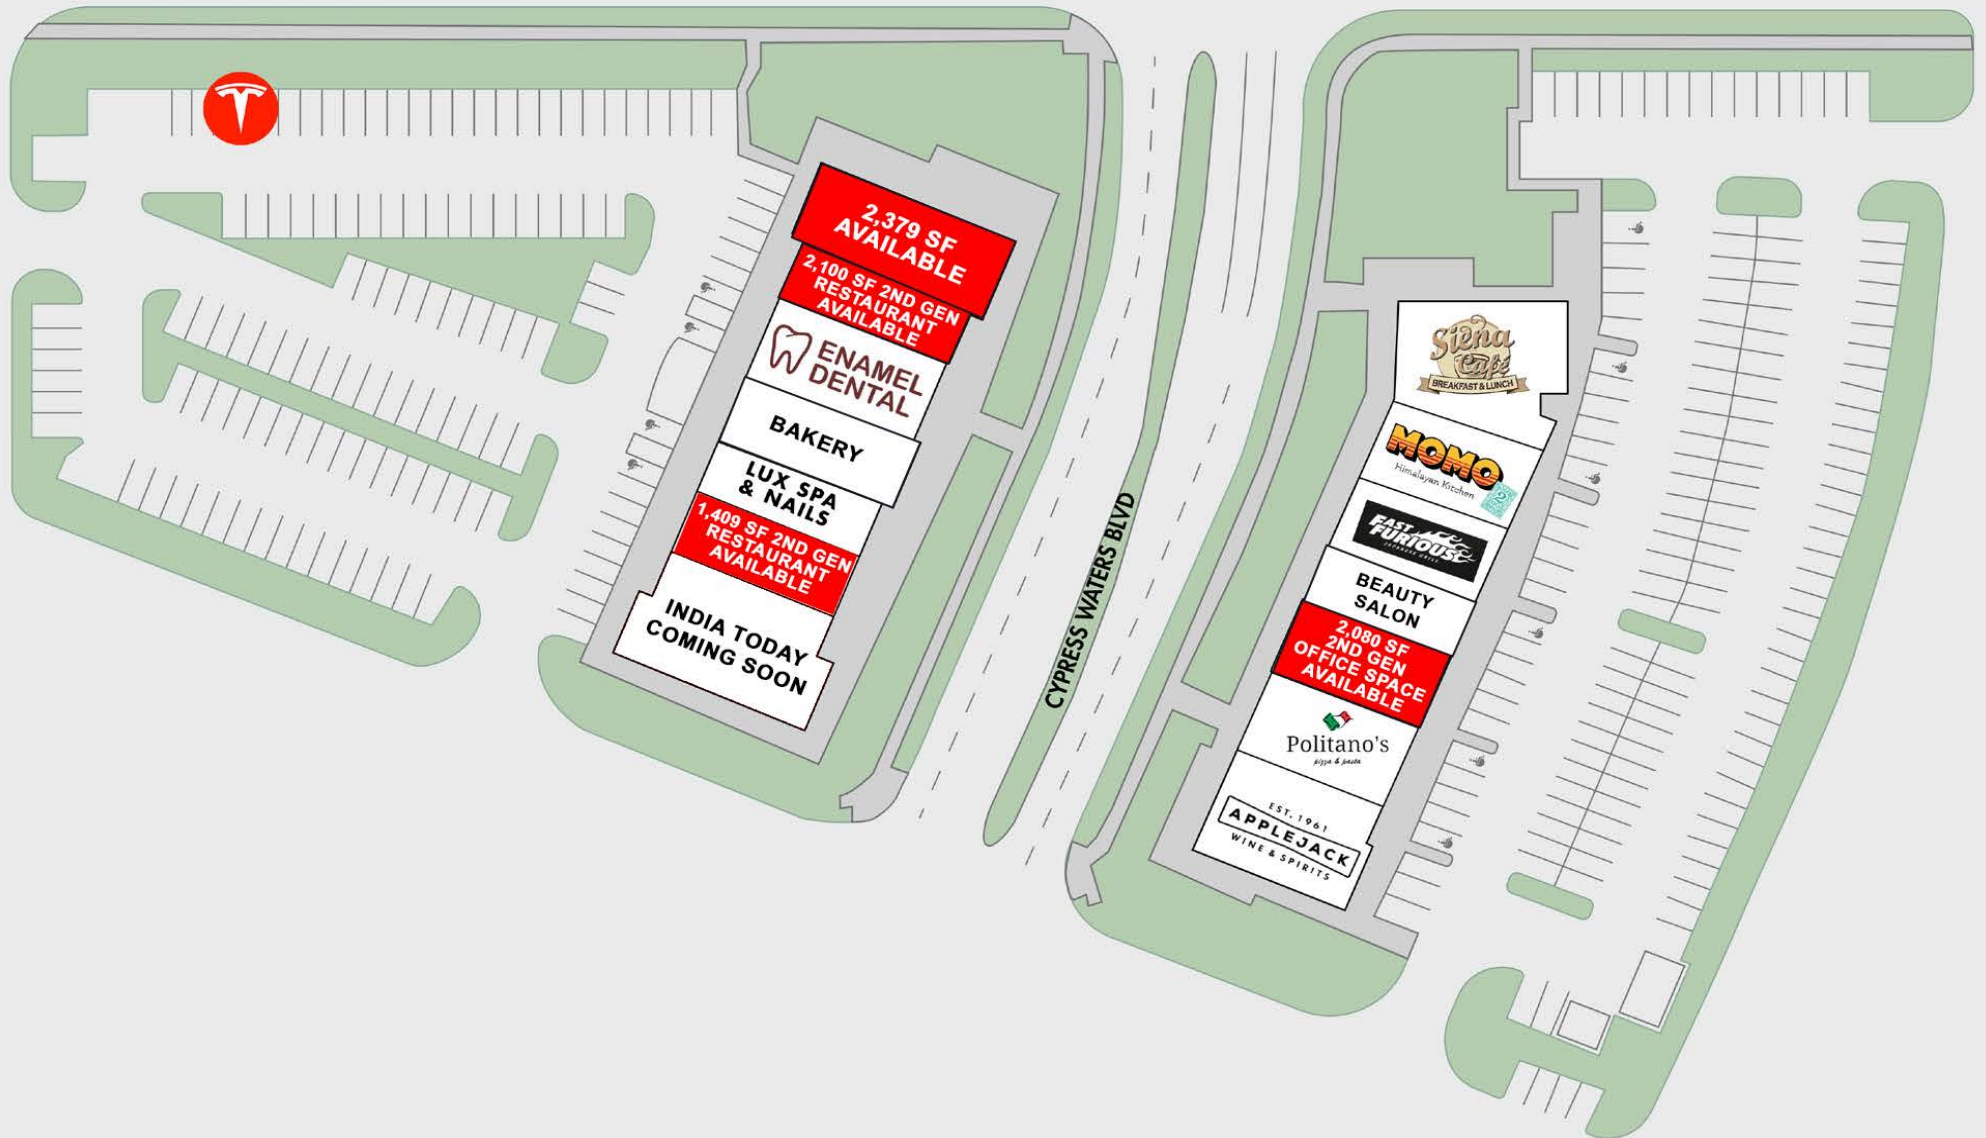 2,379 SF
AVAILABLE
2,100 SF 2ND GEN
RESTAURANT
AVAILABLE
ENAMEL
DENTAL
BAKERY
LUX SPA
& NAILS
1,409 SF 2ND GEN
RESTAURANT
AVAILABLE
INDIA TODAY
COMING SOON
CYPRESS WATERS BLVD
Siena
Café
BREAKFAST & LUNCH
MOMO
Himalayan Kitchen
2
FAST
FURIOUS
JAPANESE GRILL
BEAUTY
SALON
2,080 SF
2ND GEN
OFFICE SPACE
AVAILABLE
Politano's
pizza & pasta
EST. 1961
APPLEJACK
WINE & SPIRITS